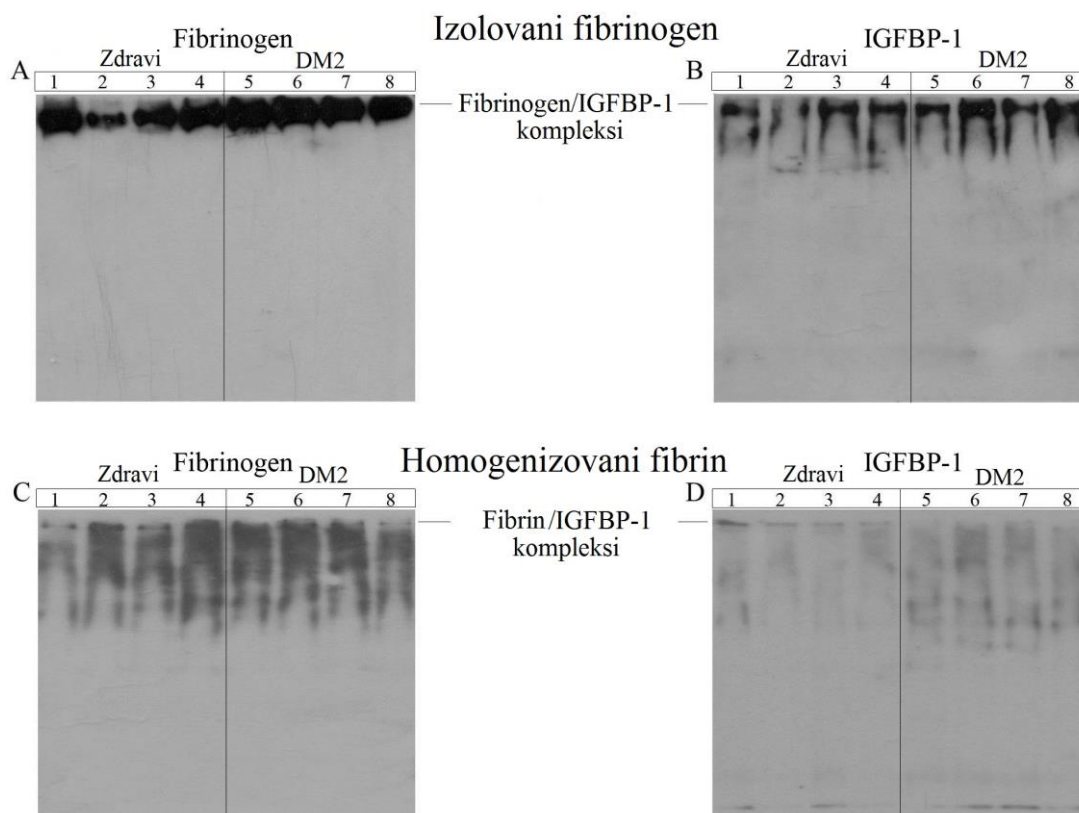 Izolovani fibrinogen
Fibrinogen
Zdravi DM2
A 1 2 3 4 5 6 7 8
Fibrinogen/IGFBP-1
kompleksi
IGFBP-1
Zdravi DM2
B 1 2 3 4 5 6 7 8
Homogenizovani fibrin
Fibrinogen
Zdravi DM2
C 1 2 3 4 5 6 7 8
Fibrin/IGFBP-1
kompleksi
IGFBP-1
Zdravi DM2
D 1 2 3 4 5 6 7 8